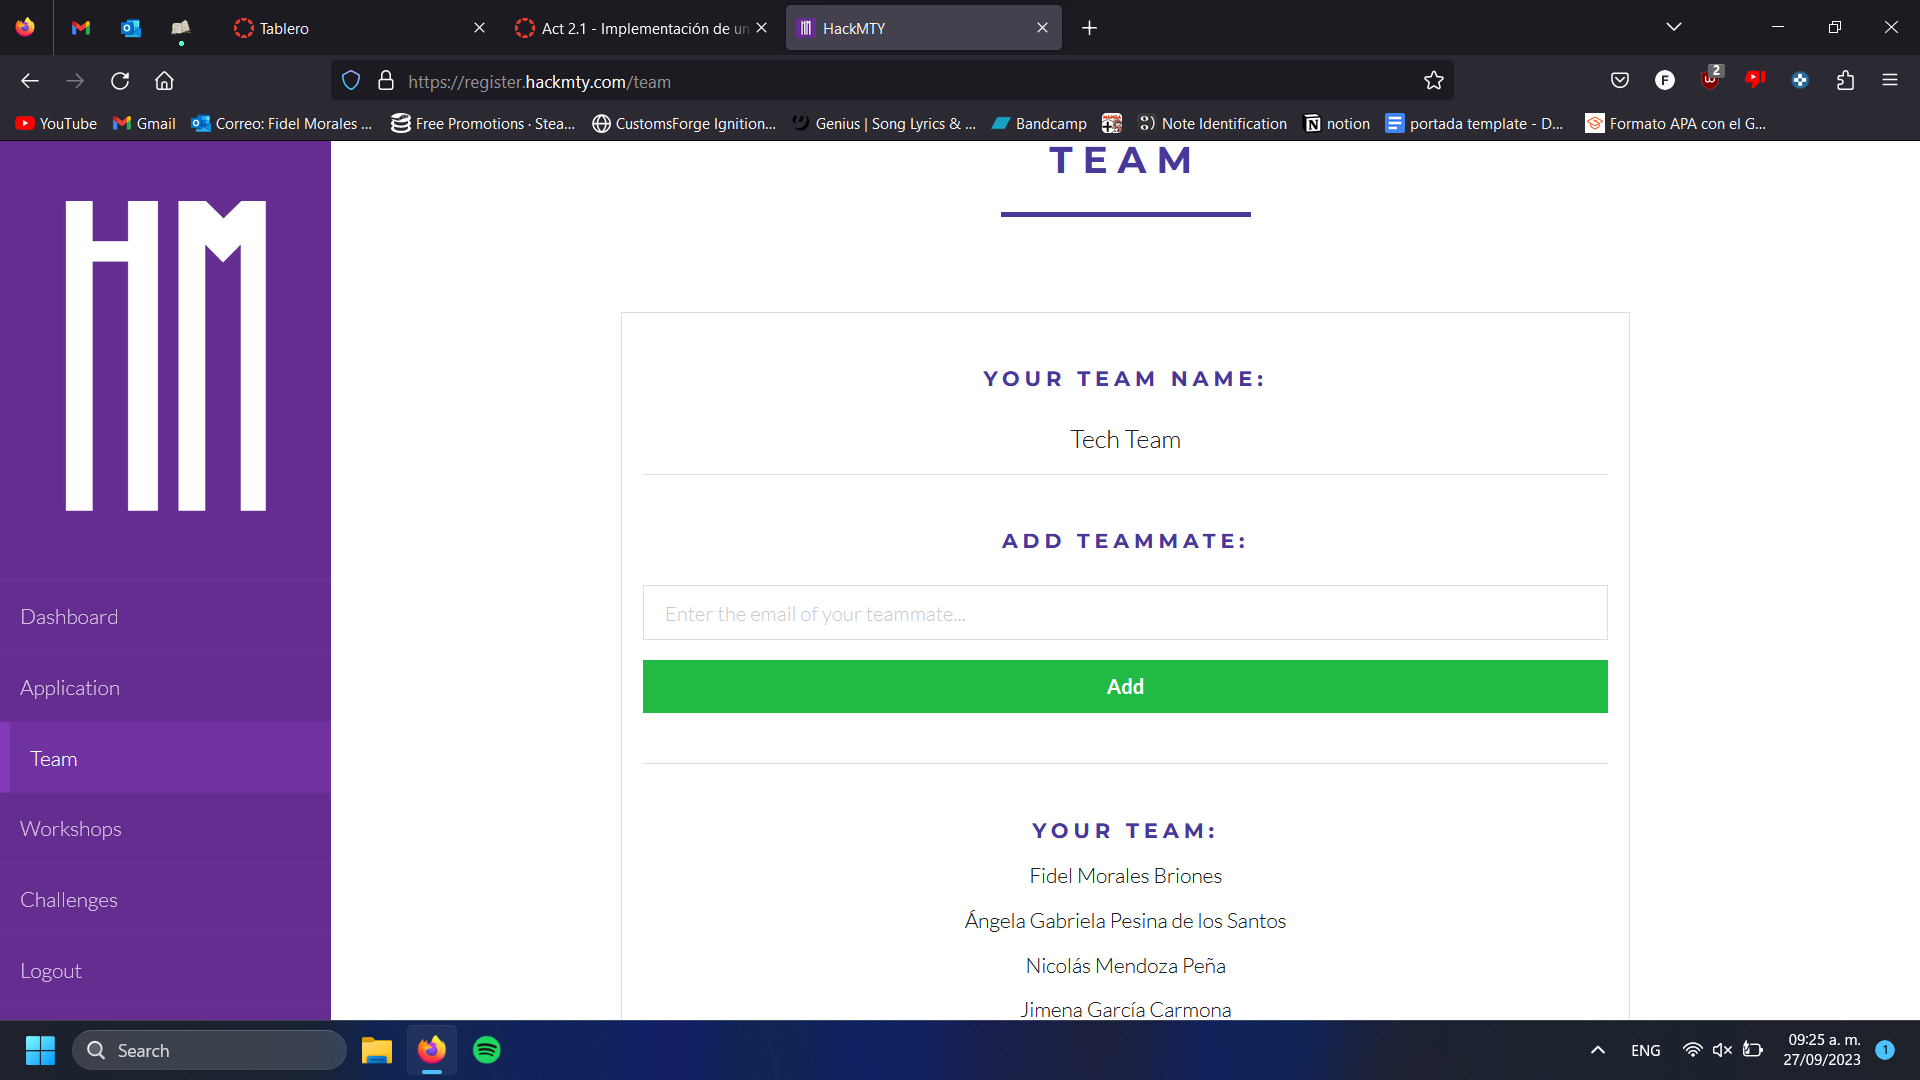 Tablero
Act 2.1 - Implementación de un
HackMTY
https://register.hackmty.com/team
F
2
YouTube
Gmail
Correo: Fidel Morales ...
Free Promotions · Stea...
CustomsForge Ignition...
Genius | Song Lyrics & ...
Bandcamp
Note Identification
notion
portada template - D...
Formato APA con el G...
HM
Dashboard
Application
Team
Workshops
Challenges
Logout
TEAM
YOUR TEAM NAME:
Tech Team
ADD TEAMMATE:
Enter the email of your teammate...
Add
YOUR TEAM:
Fidel Morales Briones
Ángela Gabriela Pesina de los Santos
Nicolás Mendoza Peña
Jimena García Carmona
Search
ENG
09:25 a. m.
27/09/2023
1